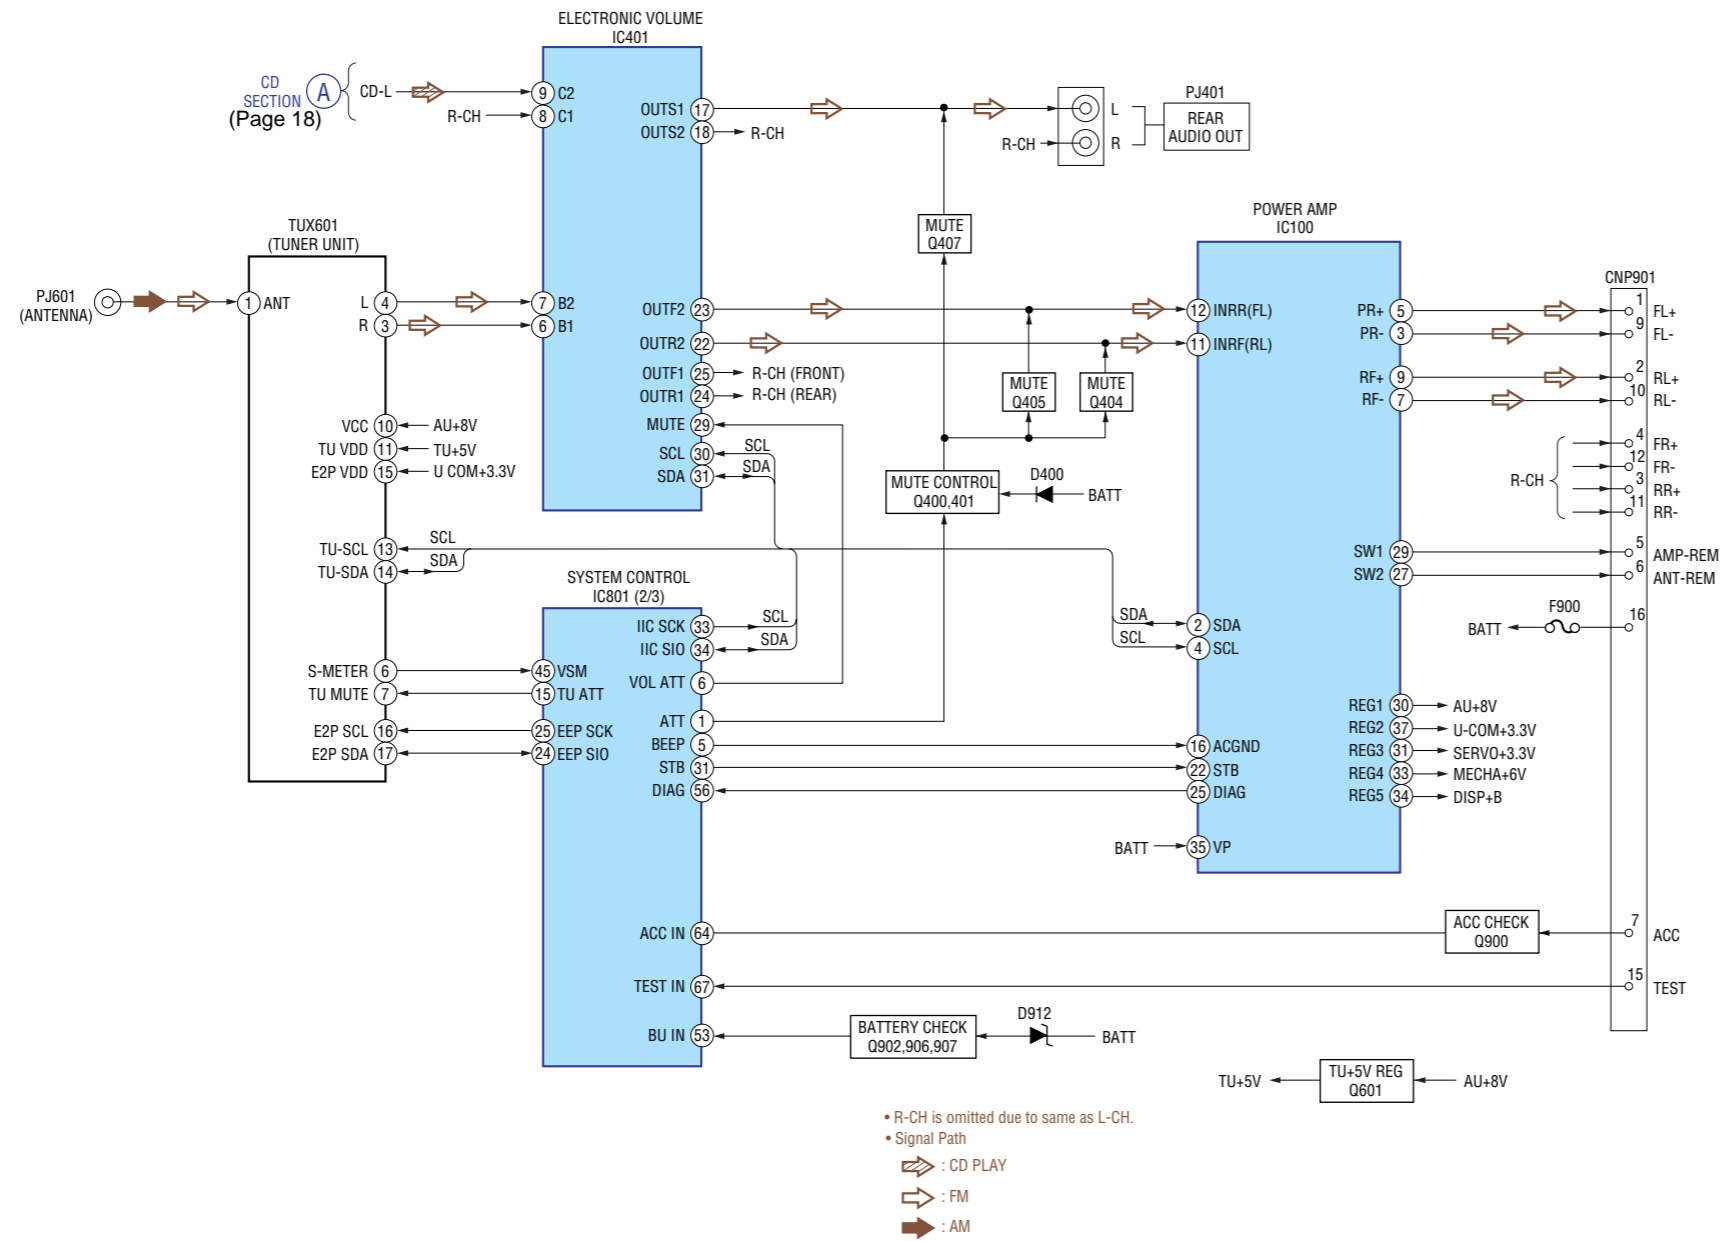 ELECTRONIC VOLUME
IC401
CD
SECTION
(Page 18)
A
CD-L
R-CH
9 C2
8 C1
OUTS1 17
OUTS2 18
R-CH
R-CH
L
R
PJ401
REAR
AUDIO OUT
MUTE
Q407
POWER AMP
IC100
TUX601
(TUNER UNIT)
PJ601
(ANTENNA)
1 ANT
L 4
R 3
7 B2
6 B1
OUTF2 23
OUTR2 22
OUTF1 25
R-CH (FRONT)
OUTR1 24
R-CH (REAR)
MUTE 29
SCL 30
SCL
SDA 31
SDA
MUTE
Q405
MUTE
Q404
MUTE CONTROL
Q400,401
D400
BATT
12 INRR(FL)
11 INRF(RL)
PR+ 5
PR- 3
RF+ 9
RF- 7
CNP901
1 FL+
9 FL-
2 RL+
10 RL-
R-CH
4 FR+
12 FR-
3 RR+
11 RR-
VCC 10
AU+8V
TU VDD 11
TU+5V
E2P VDD 15
U COM+3.3V
TU-SCL 13
SCL
TU-SDA 14
SDA
SW1 29
5 AMP-REM
SW2 27
6 ANT-REM
F900
BATT
16
SYSTEM CONTROL
IC801 (2/3)
IIC SCK 33
SCL
IIC SIO 34
SDA
SDA
2 SDA
SCL
4 SCL
S-METER 6
45 VSM
TU MUTE 7
15 TU ATT
VOL ATT 6
E2P SCL 16
25 EEP SCK
E2P SDA 17
24 EEP SIO
ATT 1
BEEP 5
STB 31
DIAG 56
16 ACGND
22 STB
25 DIAG
BATT
35 VP
REG1 30
AU+8V
REG2 37
U-COM+3.3V
REG3 31
SERVO+3.3V
REG4 33
MECHA+6V
REG5 34
DISP+B
ACC IN 64
ACC CHECK
Q900
7 ACC
TEST IN 67
15 TEST
BU IN 53
BATTERY CHECK
Q902,906,907
D912
BATT
TU+5V
TU+5V REG
Q601
AU+8V
• R-CH is omitted due to same as L-CH.
• Signal Path
: CD PLAY
: FM
: AM